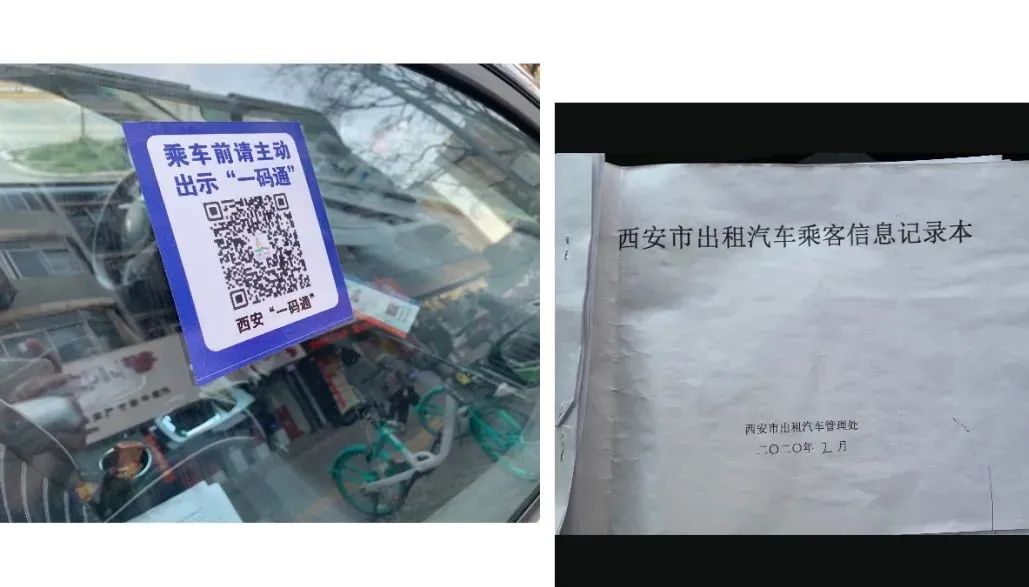 乘车前请主动
出示“一码通”
西安“一码通”
西安市出租汽车乘客信息记录本
西安市出租汽车管理处
二〇二〇年2月